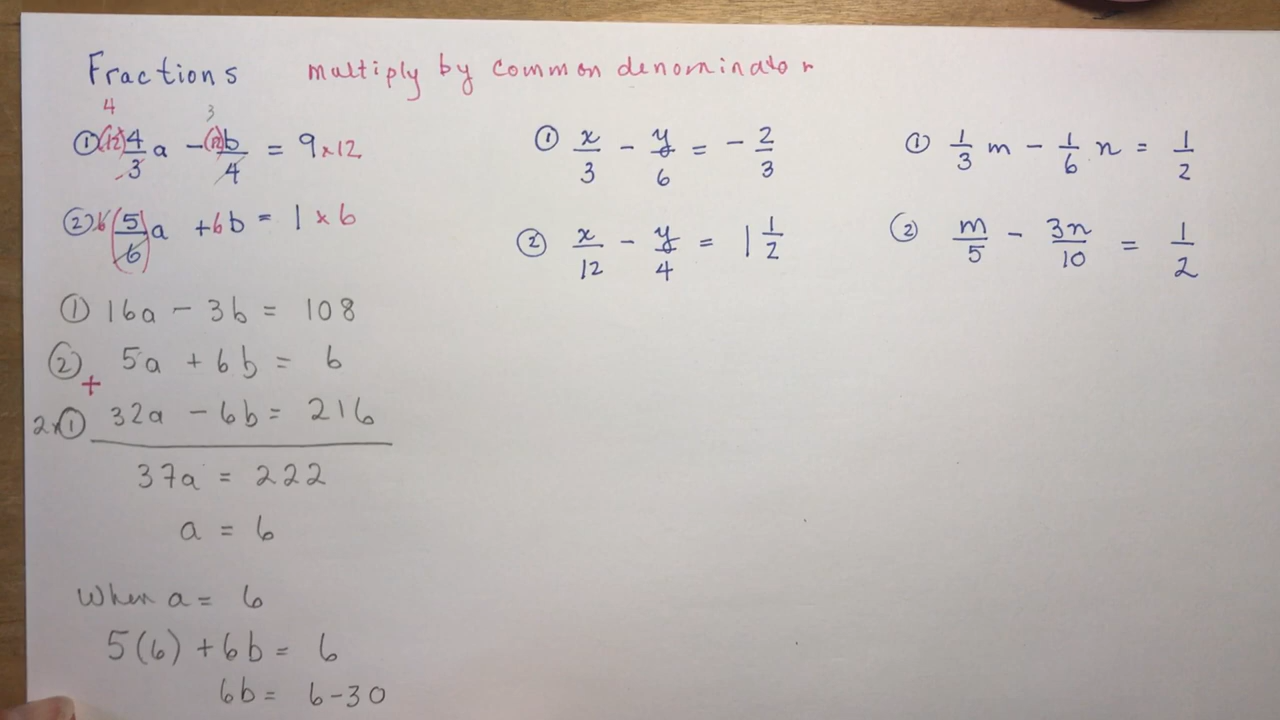 Fractions multiply by common denominator
4 3
① (12) 4/3 a - (12) b/4 = 9 x 12
② 6 (5/6) a + 6b = 1 x 6
① 16a - 3b = 108
② 5a + 6b = 6
+
2x① 32a - 6b = 216
37a = 222
a = 6
When a = 6
5(6) + 6b = 6
6b = 6-30
① x/3 - y/6 = - 2/3
② x/12 - y/4 = 1 1/2
① 1/3 m - 1/6 n = 1/2
② m/5 - 3n/10 = 1/2